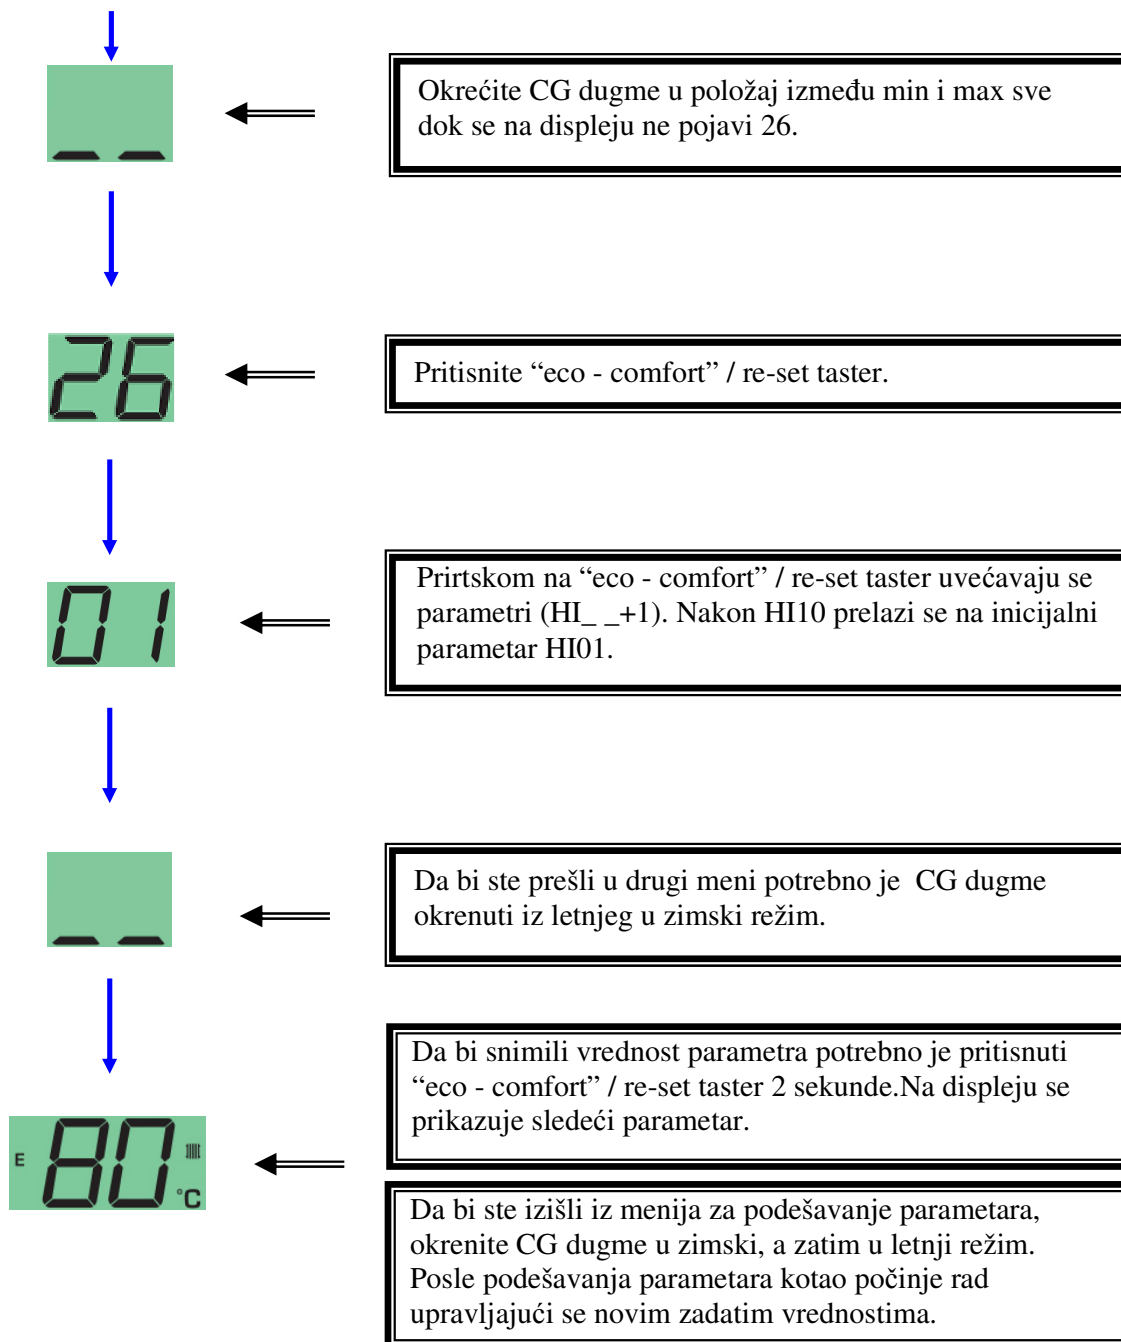 Okrećite CG dugme u položaj između min i max sve
dok se na displeju ne pojavi 26.
26
Pritisnite “eco - comfort” / re-set taster.
01
Prirtskom na “eco - comfort” / re-set taster uvećavaju se
parametri (HI_ _+1). Nakon HI10 prelazi se na inicijalni
parametar HI01.
Da bi ste prešli u drugi meni potrebno je CG dugme
okrenuti iz letnjeg u zimski režim.
Da bi snimili vrednost parametra potrebno je pritisnuti
“eco - comfort” / re-set taster 2 sekunde.Na displeju se
prikazuje sledeći parametar.
E 80 °C
Da bi ste izišli iz menija za podešavanje parametara,
okrenite CG dugme u zimski, a zatim u letnji režim.
Posle podešavanja parametara kotao počinje rad
upravljajući se novim zadatim vrednostima.